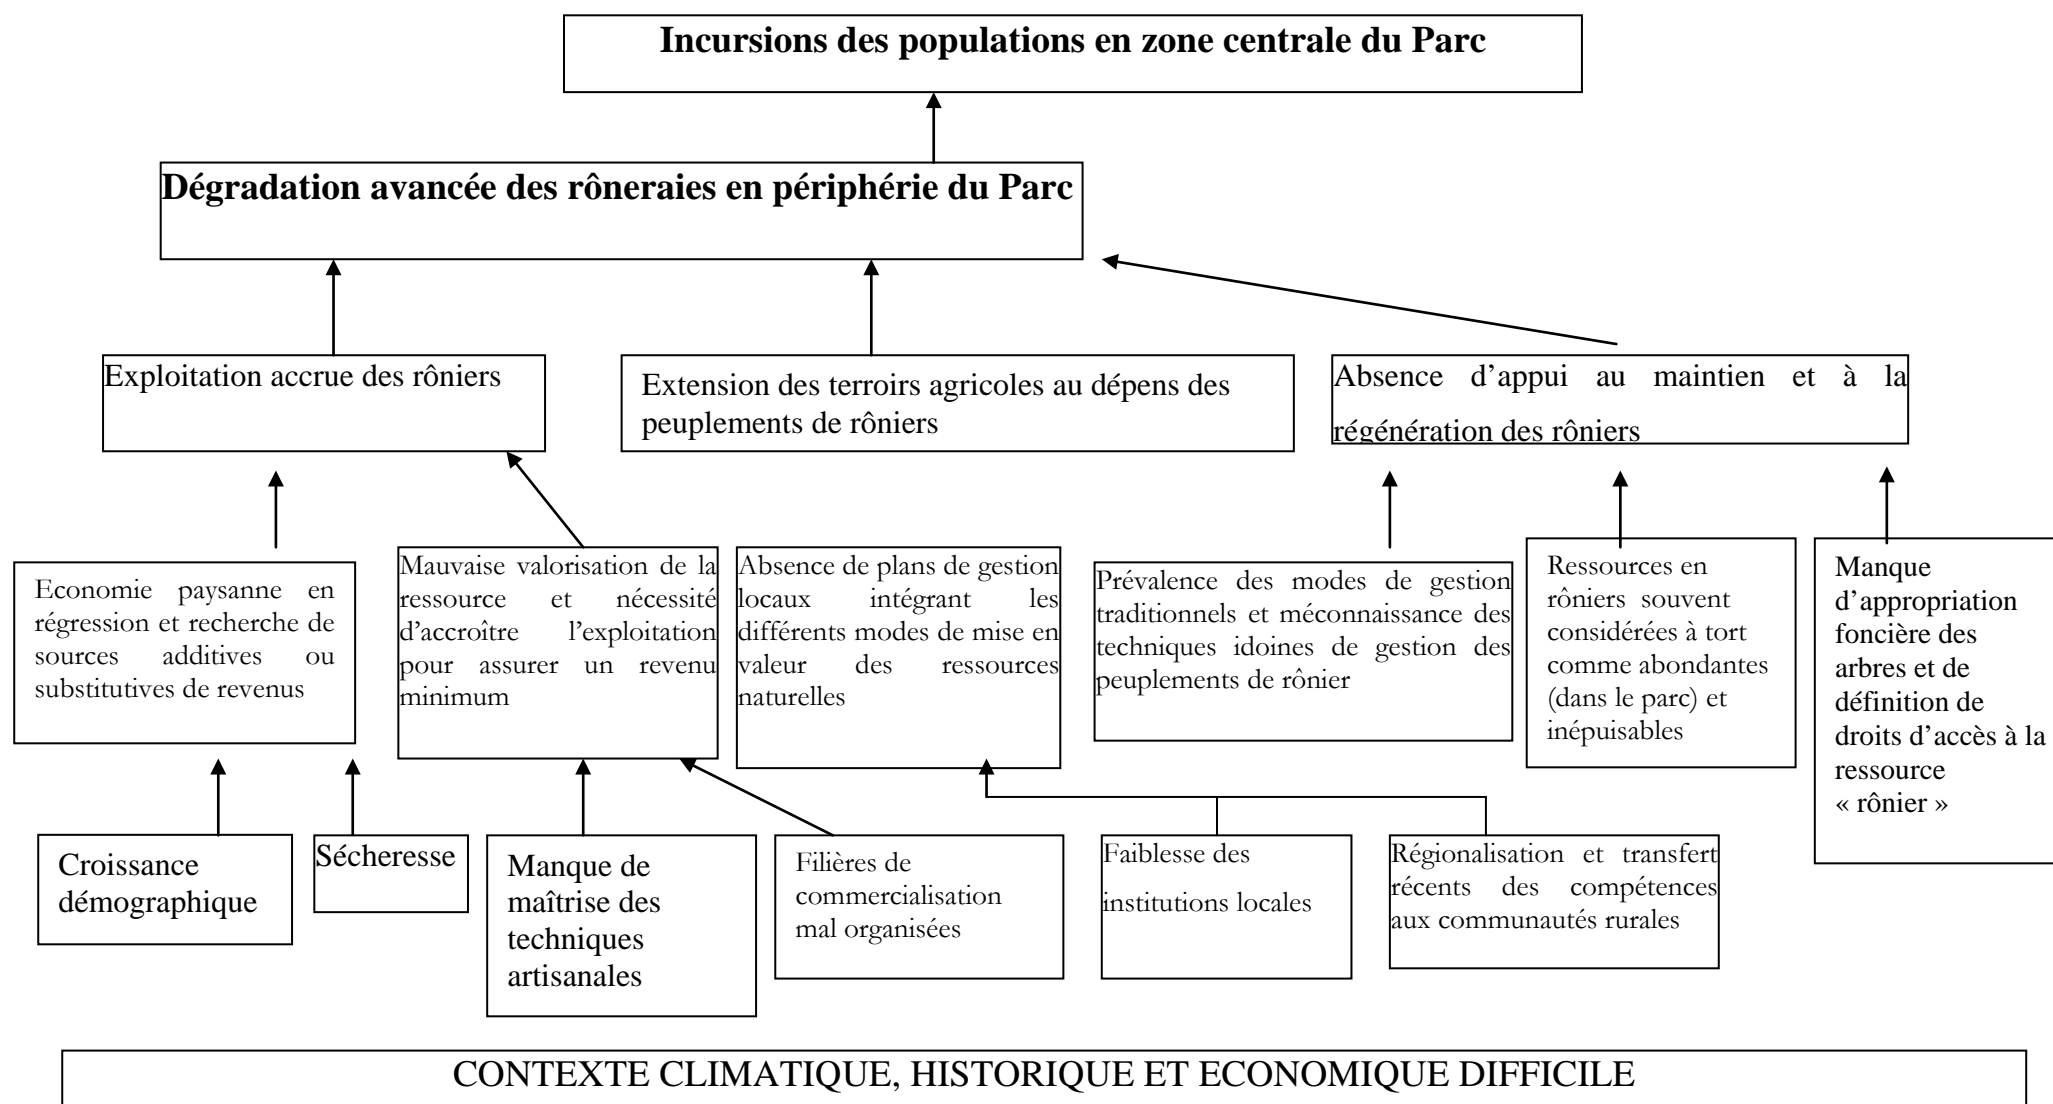 Incursions des populations en zone centrale du Parc
Dégradation avancée des rôneraies en périphérie du Parc
Exploitation accrue des rôniers
Extension des terroirs agricoles au dépens des
peuplements de rôniers
Absence d’appui au maintien et à la
régénération des rôniers
Economie paysanne en
régression et recherche de
sources additives ou
substitutives de revenus
Mauvaise valorisation de la
ressource et nécessité
d’accroître l’exploitation
pour assurer un revenu
minimum
Absence de plans de gestion
locaux intégrant les
différents modes de mise en
valeur des ressources
naturelles
Prévalence des modes de gestion
traditionnels et méconnaissance des
techniques idoines de gestion des
peuplements de rônier
Ressources en
rôniers souvent
considérées à tort
comme abondantes
(dans le parc) et
inépuisables
Manque
d’appropriation
foncière des
arbres et de
définition de
droits d’accès à la
ressource
« rônier »
Croissance
démographique
Sécheresse
Manque de
maîtrise des
techniques
artisanales
Filières de
commercialisation
mal organisées
Faiblesse des
institutions locales
Régionalisation et transfert
récents des compétences
aux communautés rurales
CONTEXTE CLIMATIQUE, HISTORIQUE ET ECONOMIQUE DIFFICILE